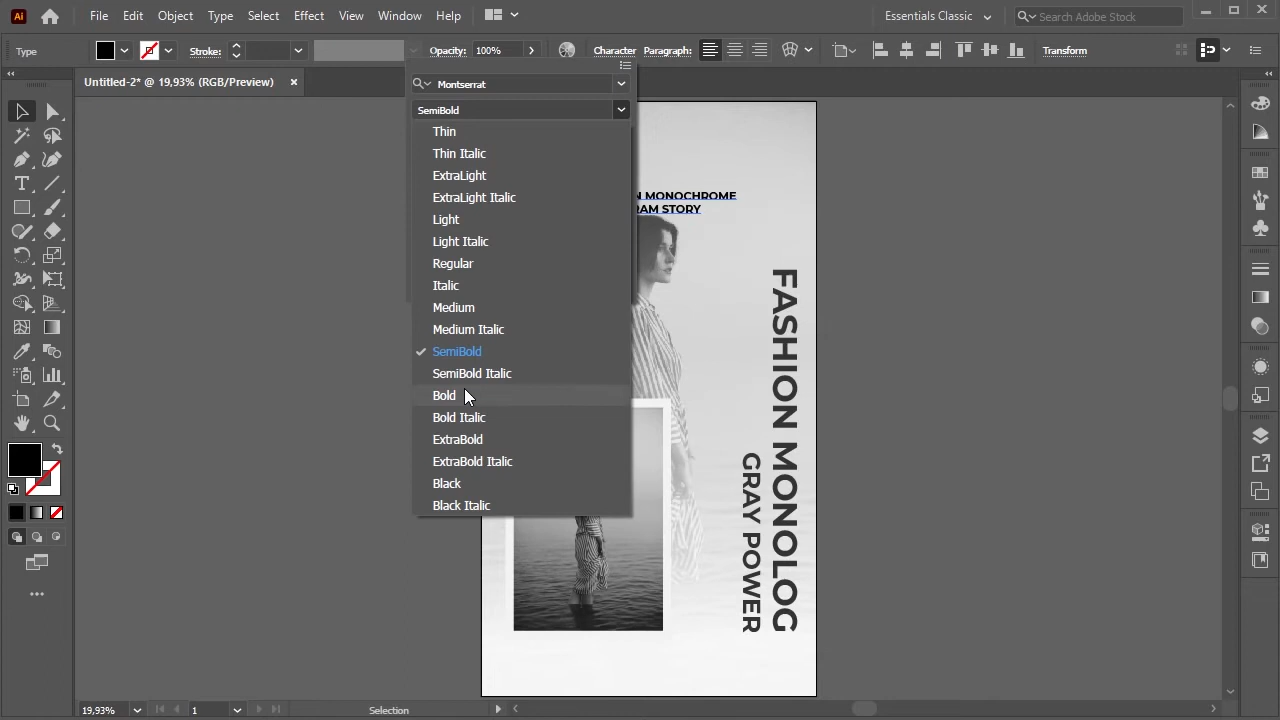 Ai File Edit Object Type Select Effect View Window Help Essentials Classic Search Adobe Stock
Type Stroke: Opacity: 100% Character Paragraph: Transform
Untitled-2* @ 19,93% (RGB/Preview)
Montserrat
SemiBold
Thin
Thin Italic
ExtraLight
ExtraLight Italic
Light
Light Italic
Regular
Italic
Medium
Medium Italic
SemiBold
SemiBold Italic
Bold
Bold Italic
ExtraBold
ExtraBold Italic
Black
Black Italic
N MONOCHROME
RAM STORY
FASHION MONOLOG
GRAY POWER
19,93% 1 Selection